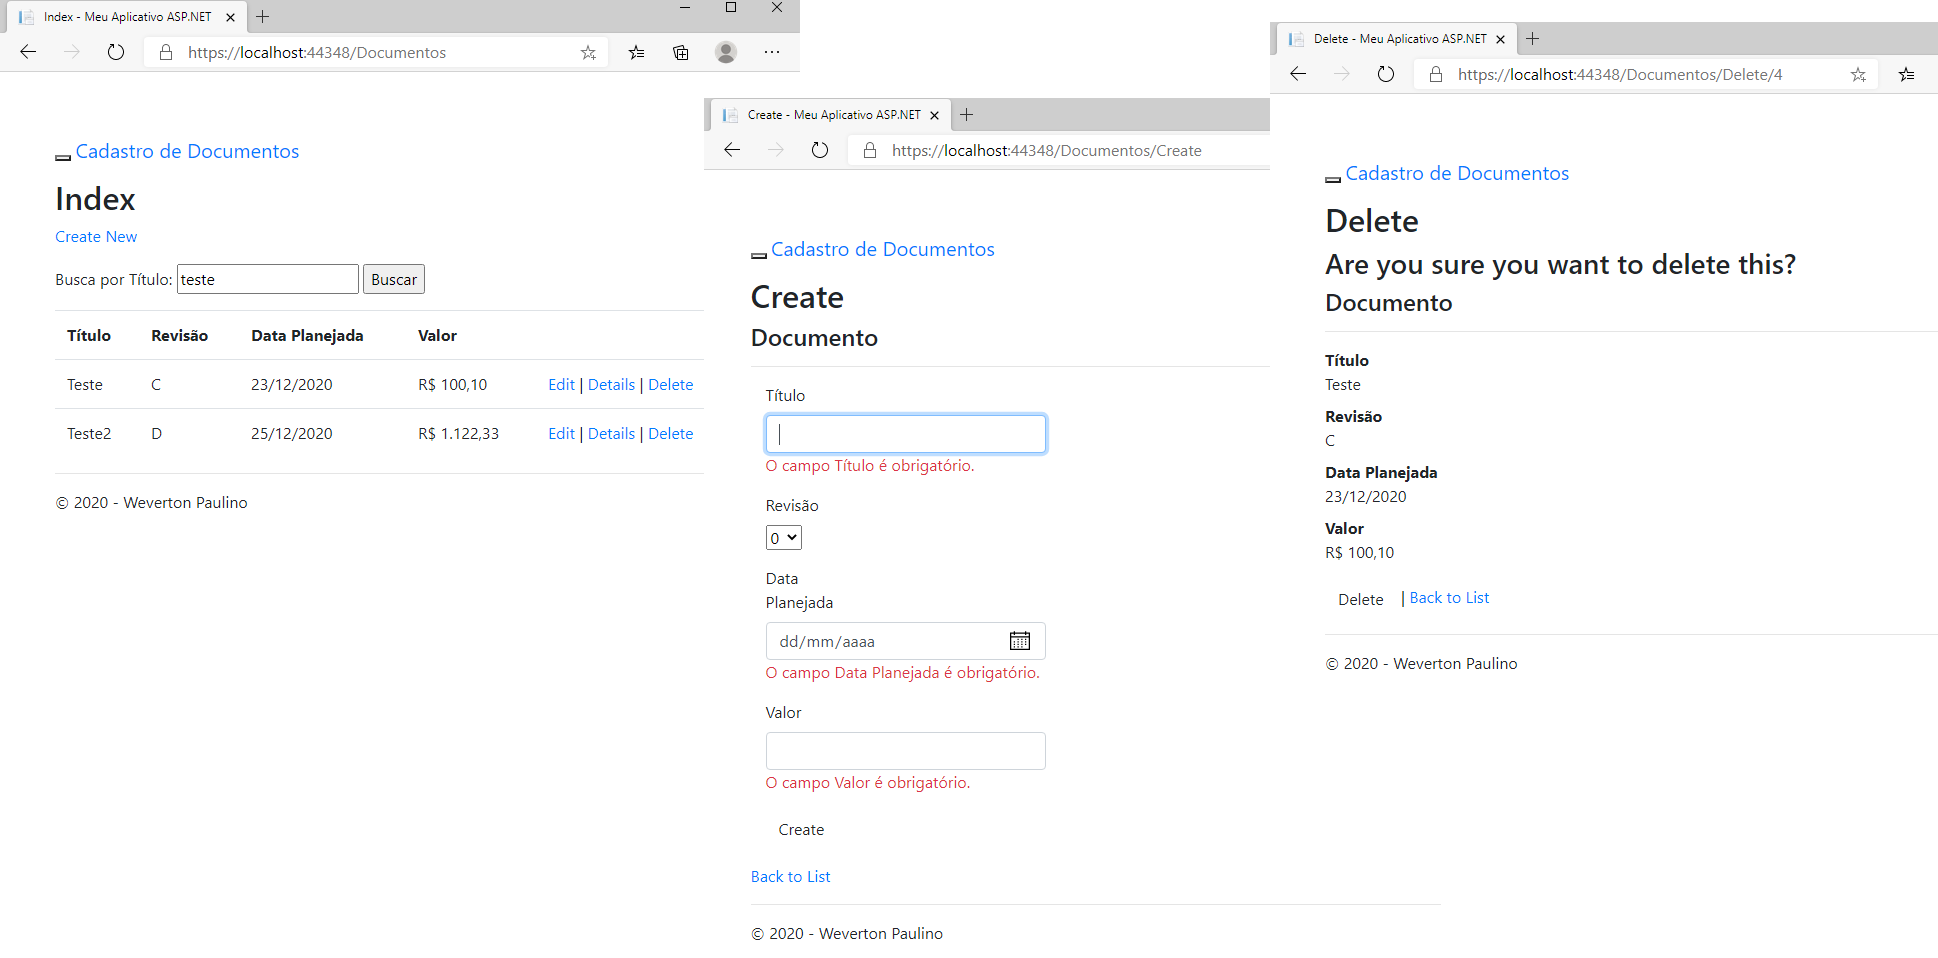 Index - Meu Aplicativo ASP.NET
https://localhost:44348/Documentos
Cadastro de Documentos
Index
Create New
Busca por Título: teste Buscar
Título Revisão Data Planejada Valor
Teste C 23/12/2020 R$ 100,10 Edit | Details | Delete
Teste2 D 25/12/2020 R$ 1.122,33 Edit | Details | Delete
© 2020 - Weverton Paulino
Create - Meu Aplicativo ASP.NET
https://localhost:44348/Documentos/Create
Cadastro de Documentos
Create
Documento
Título
O campo Título é obrigatório.
Revisão
0
Data
Planejada
dd/mm/aaaa
O campo Data Planejada é obrigatório.
Valor
O campo Valor é obrigatório.
Create
Back to List
© 2020 - Weverton Paulino
Delete - Meu Aplicativo ASP.NET
https://localhost:44348/Documentos/Delete/4
Cadastro de Documentos
Delete
Are you sure you want to delete this?
Documento
Título
Teste
Revisão
C
Data Planejada
23/12/2020
Valor
R$ 100,10
Delete | Back to List
© 2020 - Weverton Paulino